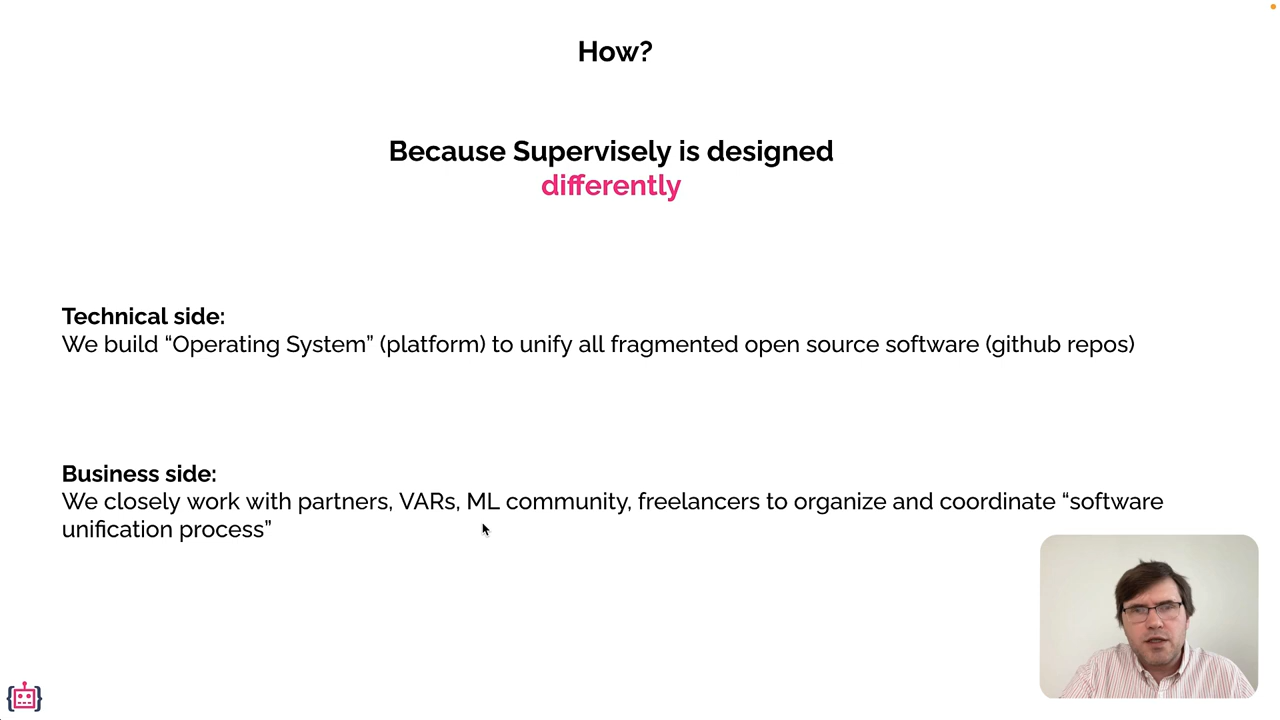 How?
Because Supervisely is designed
differently
Technical side:
We build “Operating System” (platform) to unify all fragmented open source software (github repos)
Business side:
We closely work with partners, VARs, ML community, freelancers to organize and coordinate “software
unification process”